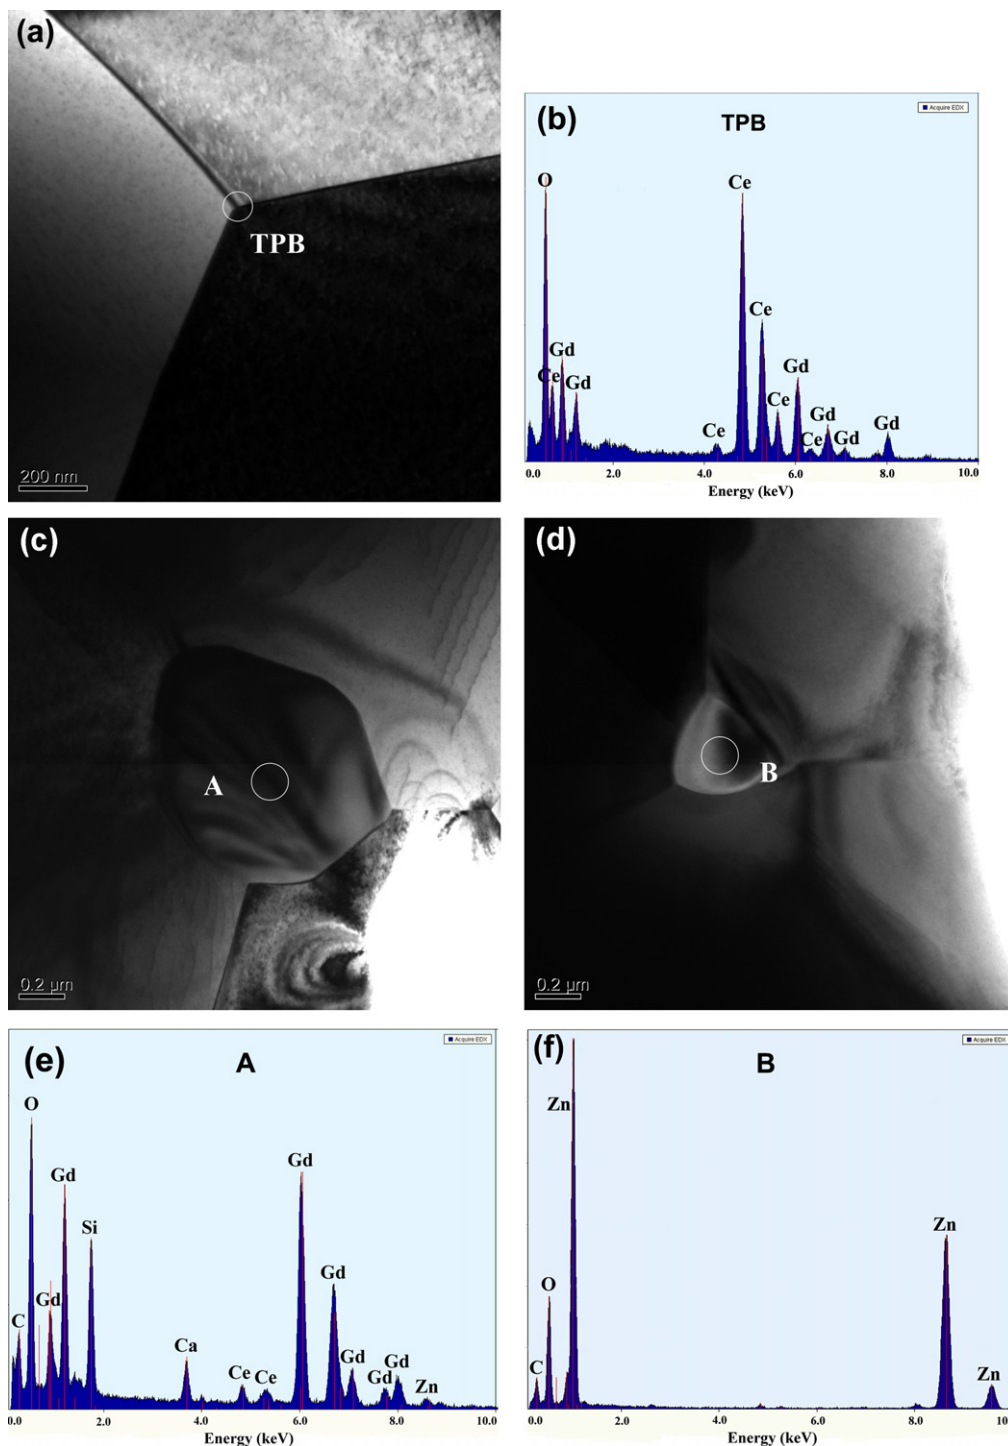 (a)
TPB
200 nm
(b)
TPB
Acquire EDX
O
Ce
Gd
Gd
Ce
Ce
Ce
Ce
Gd
Ce
Gd
Gd
Gd
0.0 2.0 4.0 6.0 8.0 10.0
Energy (keV)
(c)
A
0.2 µm
(d)
B
0.2 µm
(e)
A
Acquire EDX
C
O
Gd
Gd
Si
Ca
Ce
Ce
Gd
Gd
Gd
Gd
Gd
Zn
0.0 2.0 4.0 6.0 8.0 10.0
Energy (keV)
(f)
B
Acquire EDX
C
O
Zn
Zn
Zn
0.0 2.0 4.0 6.0 8.0 10
Energy (keV)